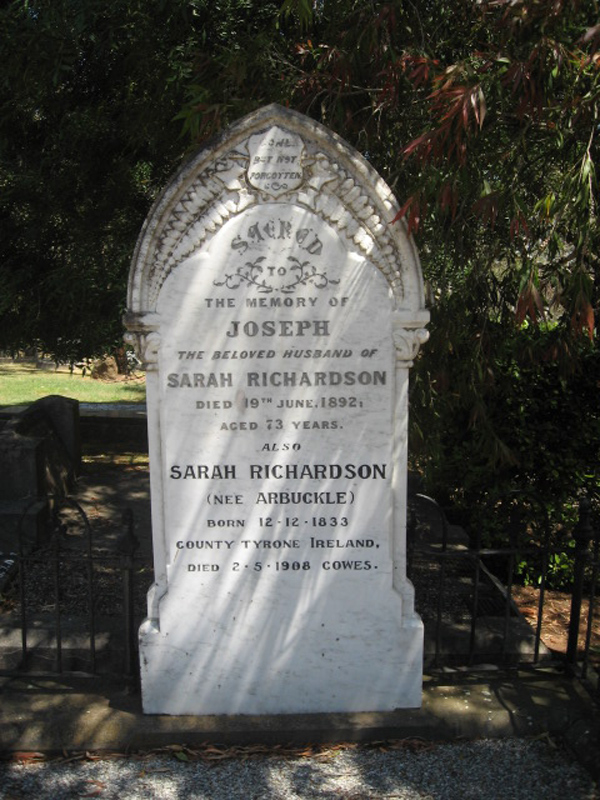 GONE
BUT NOT
FORGOTTEN
SACRED
TO
THE MEMORY OF
JOSEPH
THE BELOVED HUSBAND OF
SARAH RICHARDSON
DIED 19TH JUNE, 1892,
AGED 73 YEARS.
ALSO
SARAH RICHARDSON
(NEE ARBUCKLE)
BORN 12-12-1833
COUNTY TYRONE IRELAND,
DIED 2-5-1908 COWES.